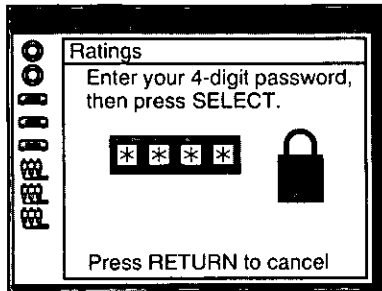 Ratings
Enter your 4-digit password,
then press SELECT.
* * * *
Press RETURN to cancel